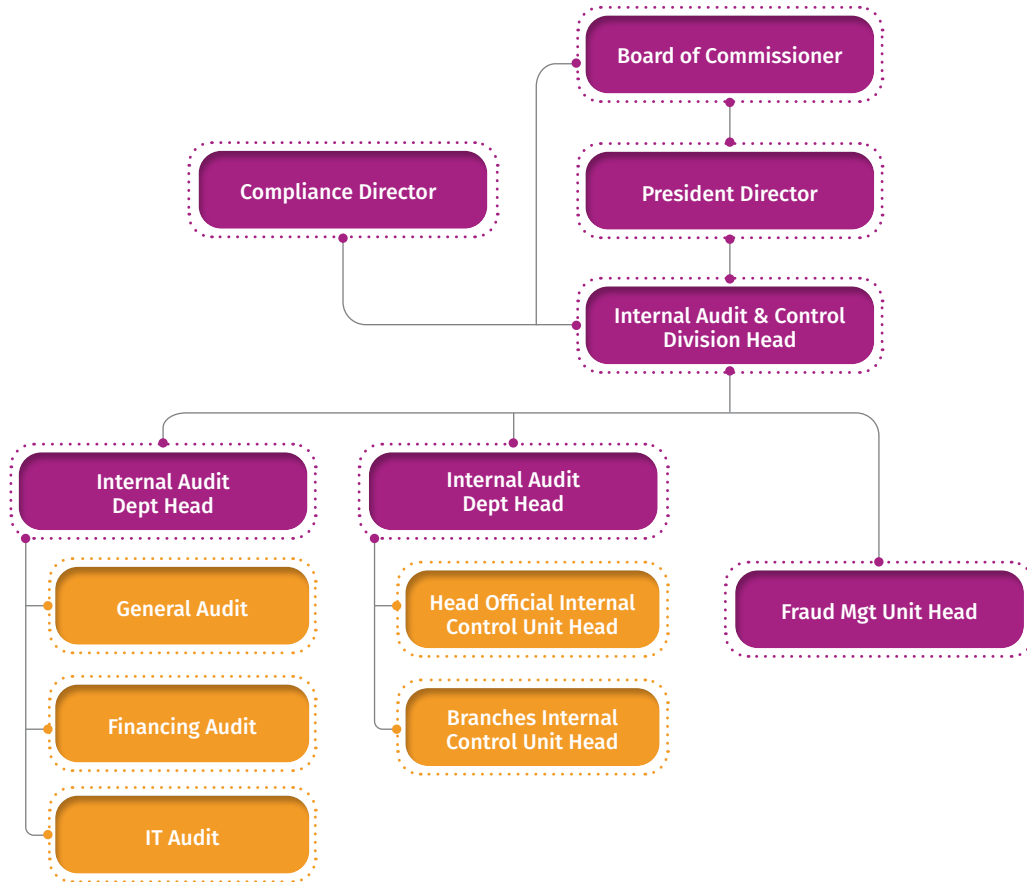 Board of Commissioner
Compliance Director
President Director
Internal Audit & Control
Division Head
Internal Audit
Dept Head
Internal Audit
Dept Head
General Audit
Head Official Internal
Control Unit Head
Fraud Mgt Unit Head
Financing Audit
Branches Internal
Control Unit Head
IT Audit